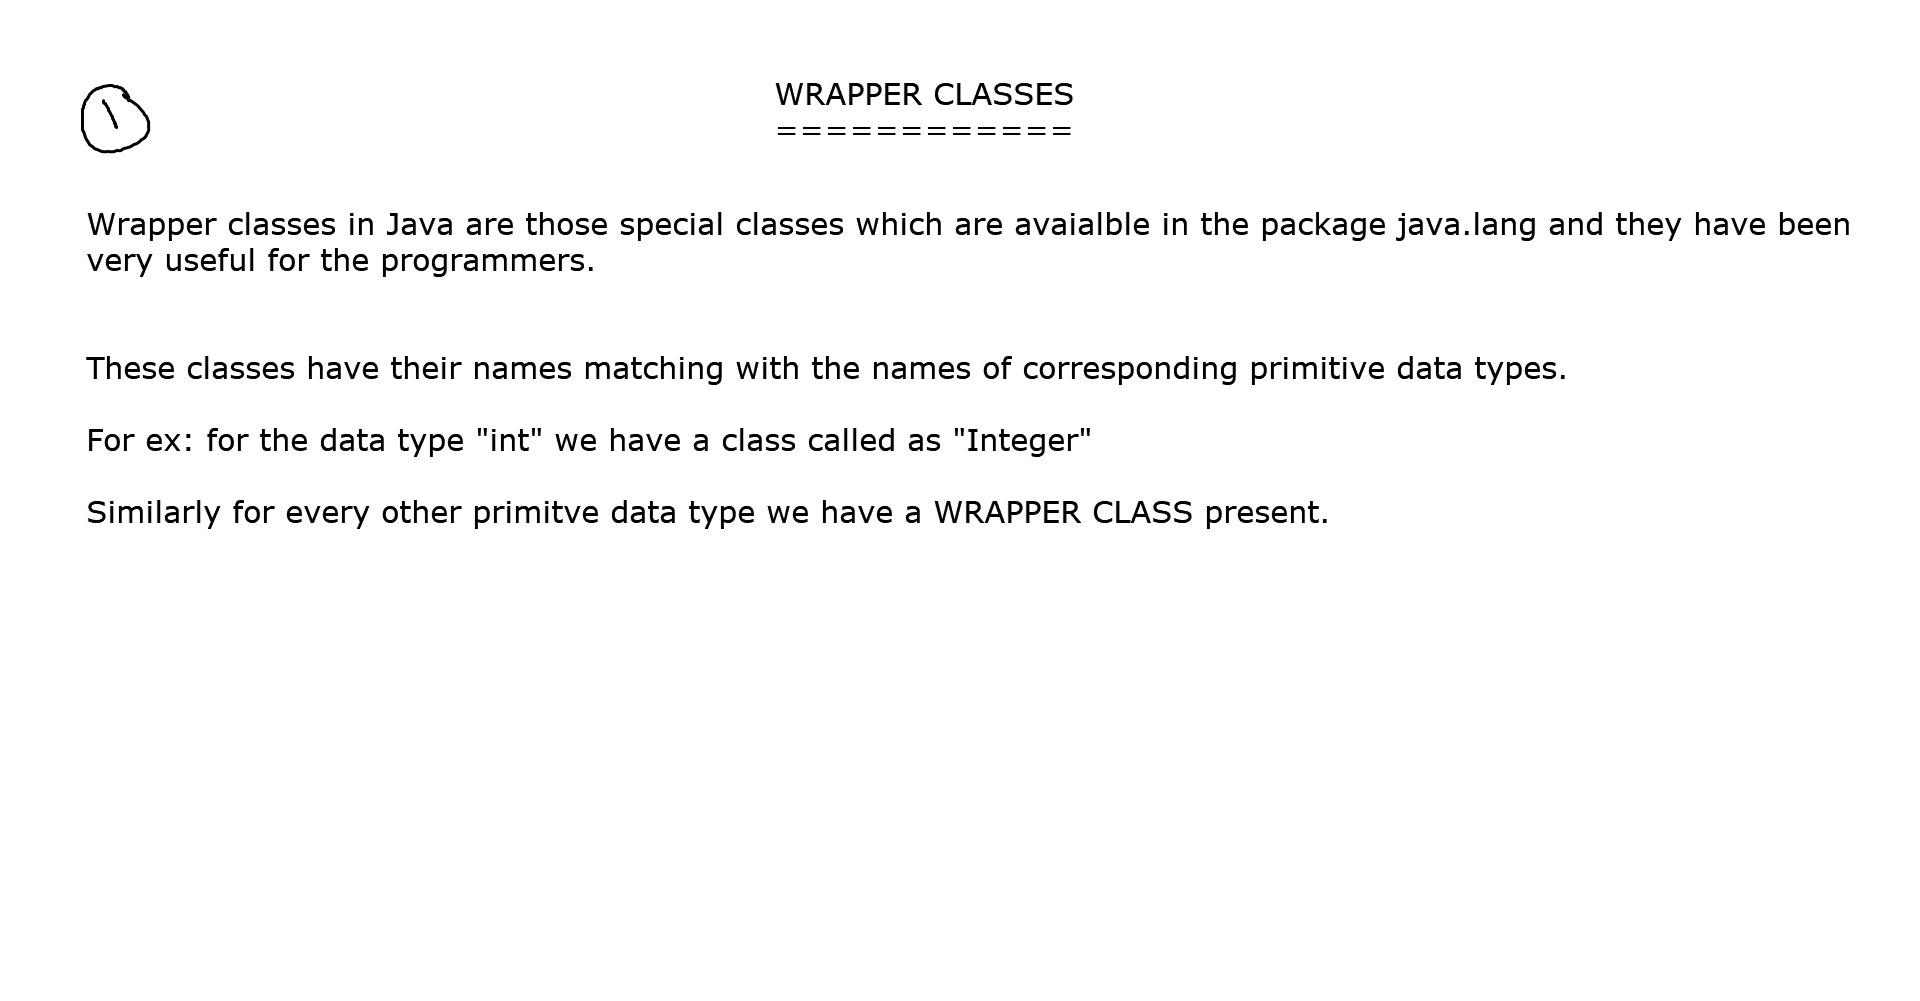 1
WRAPPER CLASSES
============
Wrapper classes in Java are those special classes which are avaialble in the package java.lang and they have been
very useful for the programmers.
These classes have their names matching with the names of corresponding primitive data types.
For ex: for the data type "int" we have a class called as "Integer"
Similarly for every other primitve data type we have a WRAPPER CLASS present.